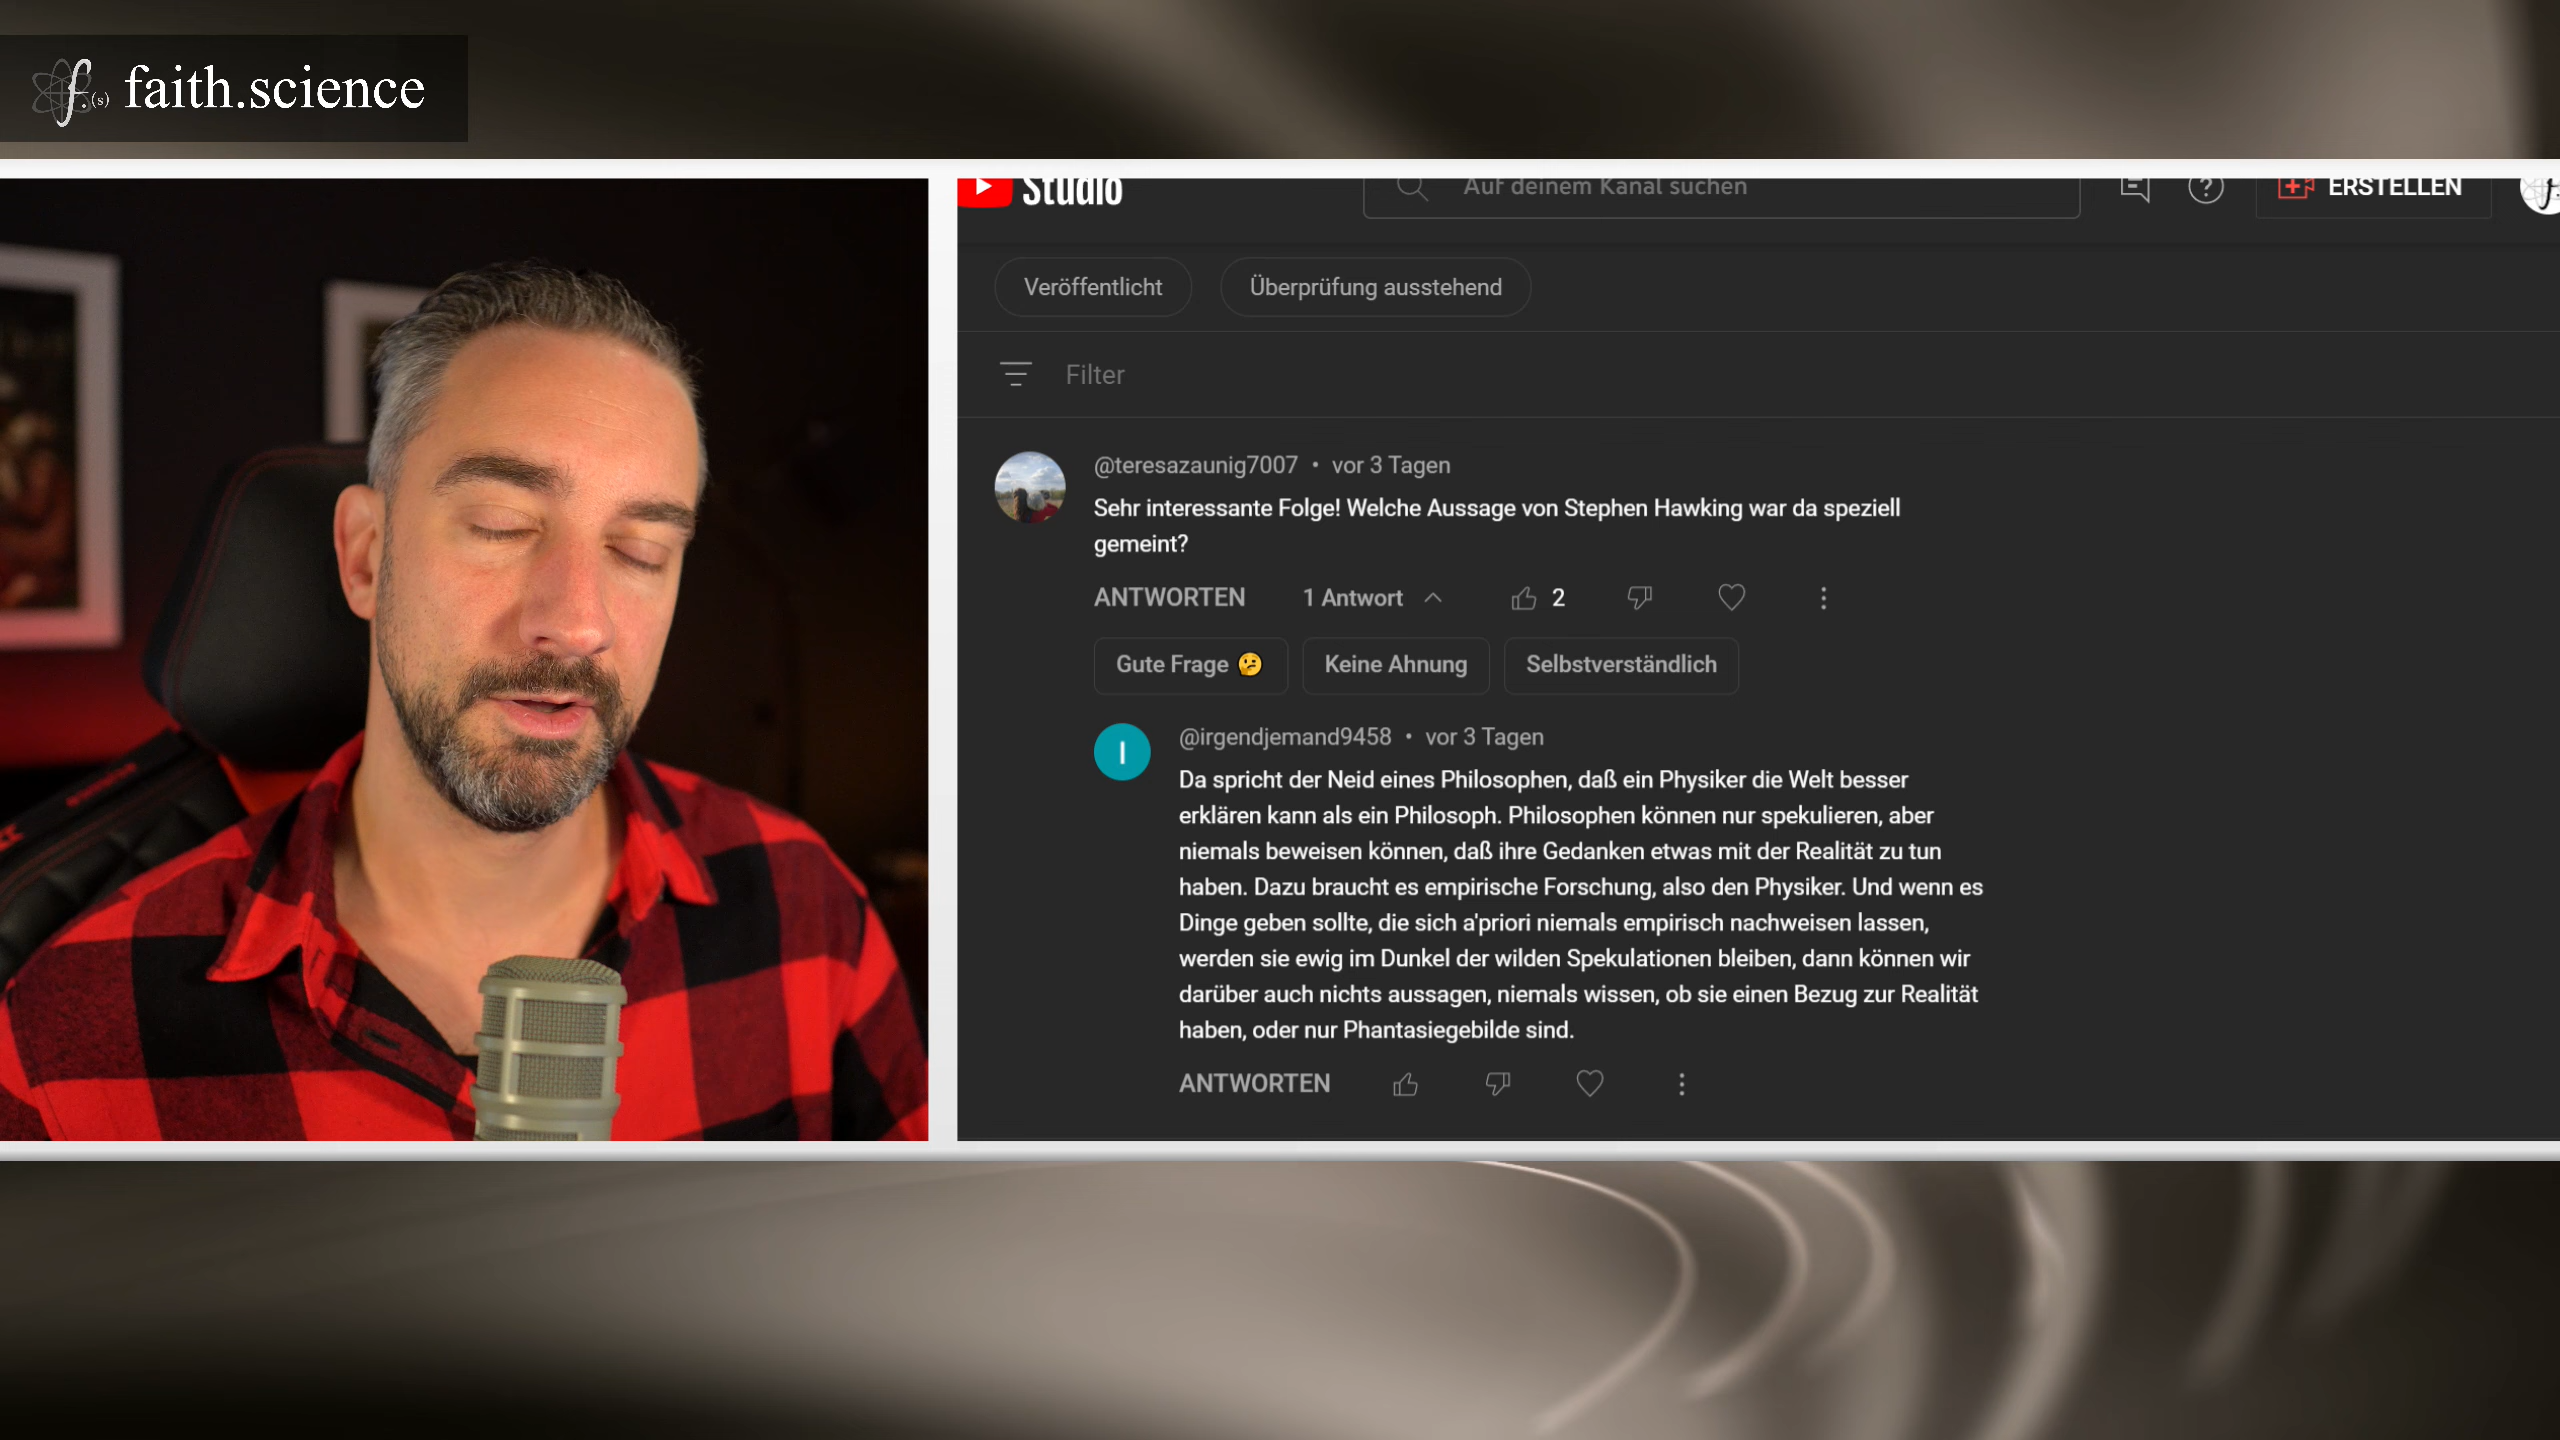 f.(s) faith.science
Studio
Auf deinem Kanal suchen
ERSTELLEN
Veröffentlicht
Überprüfung ausstehend
Filter
@teresazaunig7007 • vor 3 Tagen
Sehr interessante Folge! Welche Aussage von Stephen Hawking war da speziell
gemeint?
ANTWORTEN 1 Antwort 2
Gute Frage 🤔 Keine Ahnung Selbstverständlich
I
@irgendjemand9458 • vor 3 Tagen
Da spricht der Neid eines Philosophen, daß ein Physiker die Welt besser
erklären kann als ein Philosoph. Philosophen können nur spekulieren, aber
niemals beweisen können, daß ihre Gedanken etwas mit der Realität zu tun
haben. Dazu braucht es empirische Forschung, also den Physiker. Und wenn es
Dinge geben sollte, die sich a'priori niemals empirisch nachweisen lassen,
werden sie ewig im Dunkel der wilden Spekulationen bleiben, dann können wir
darüber auch nichts aussagen, niemals wissen, ob sie einen Bezug zur Realität
haben, oder nur Phantasiegebilde sind.
ANTWORTEN